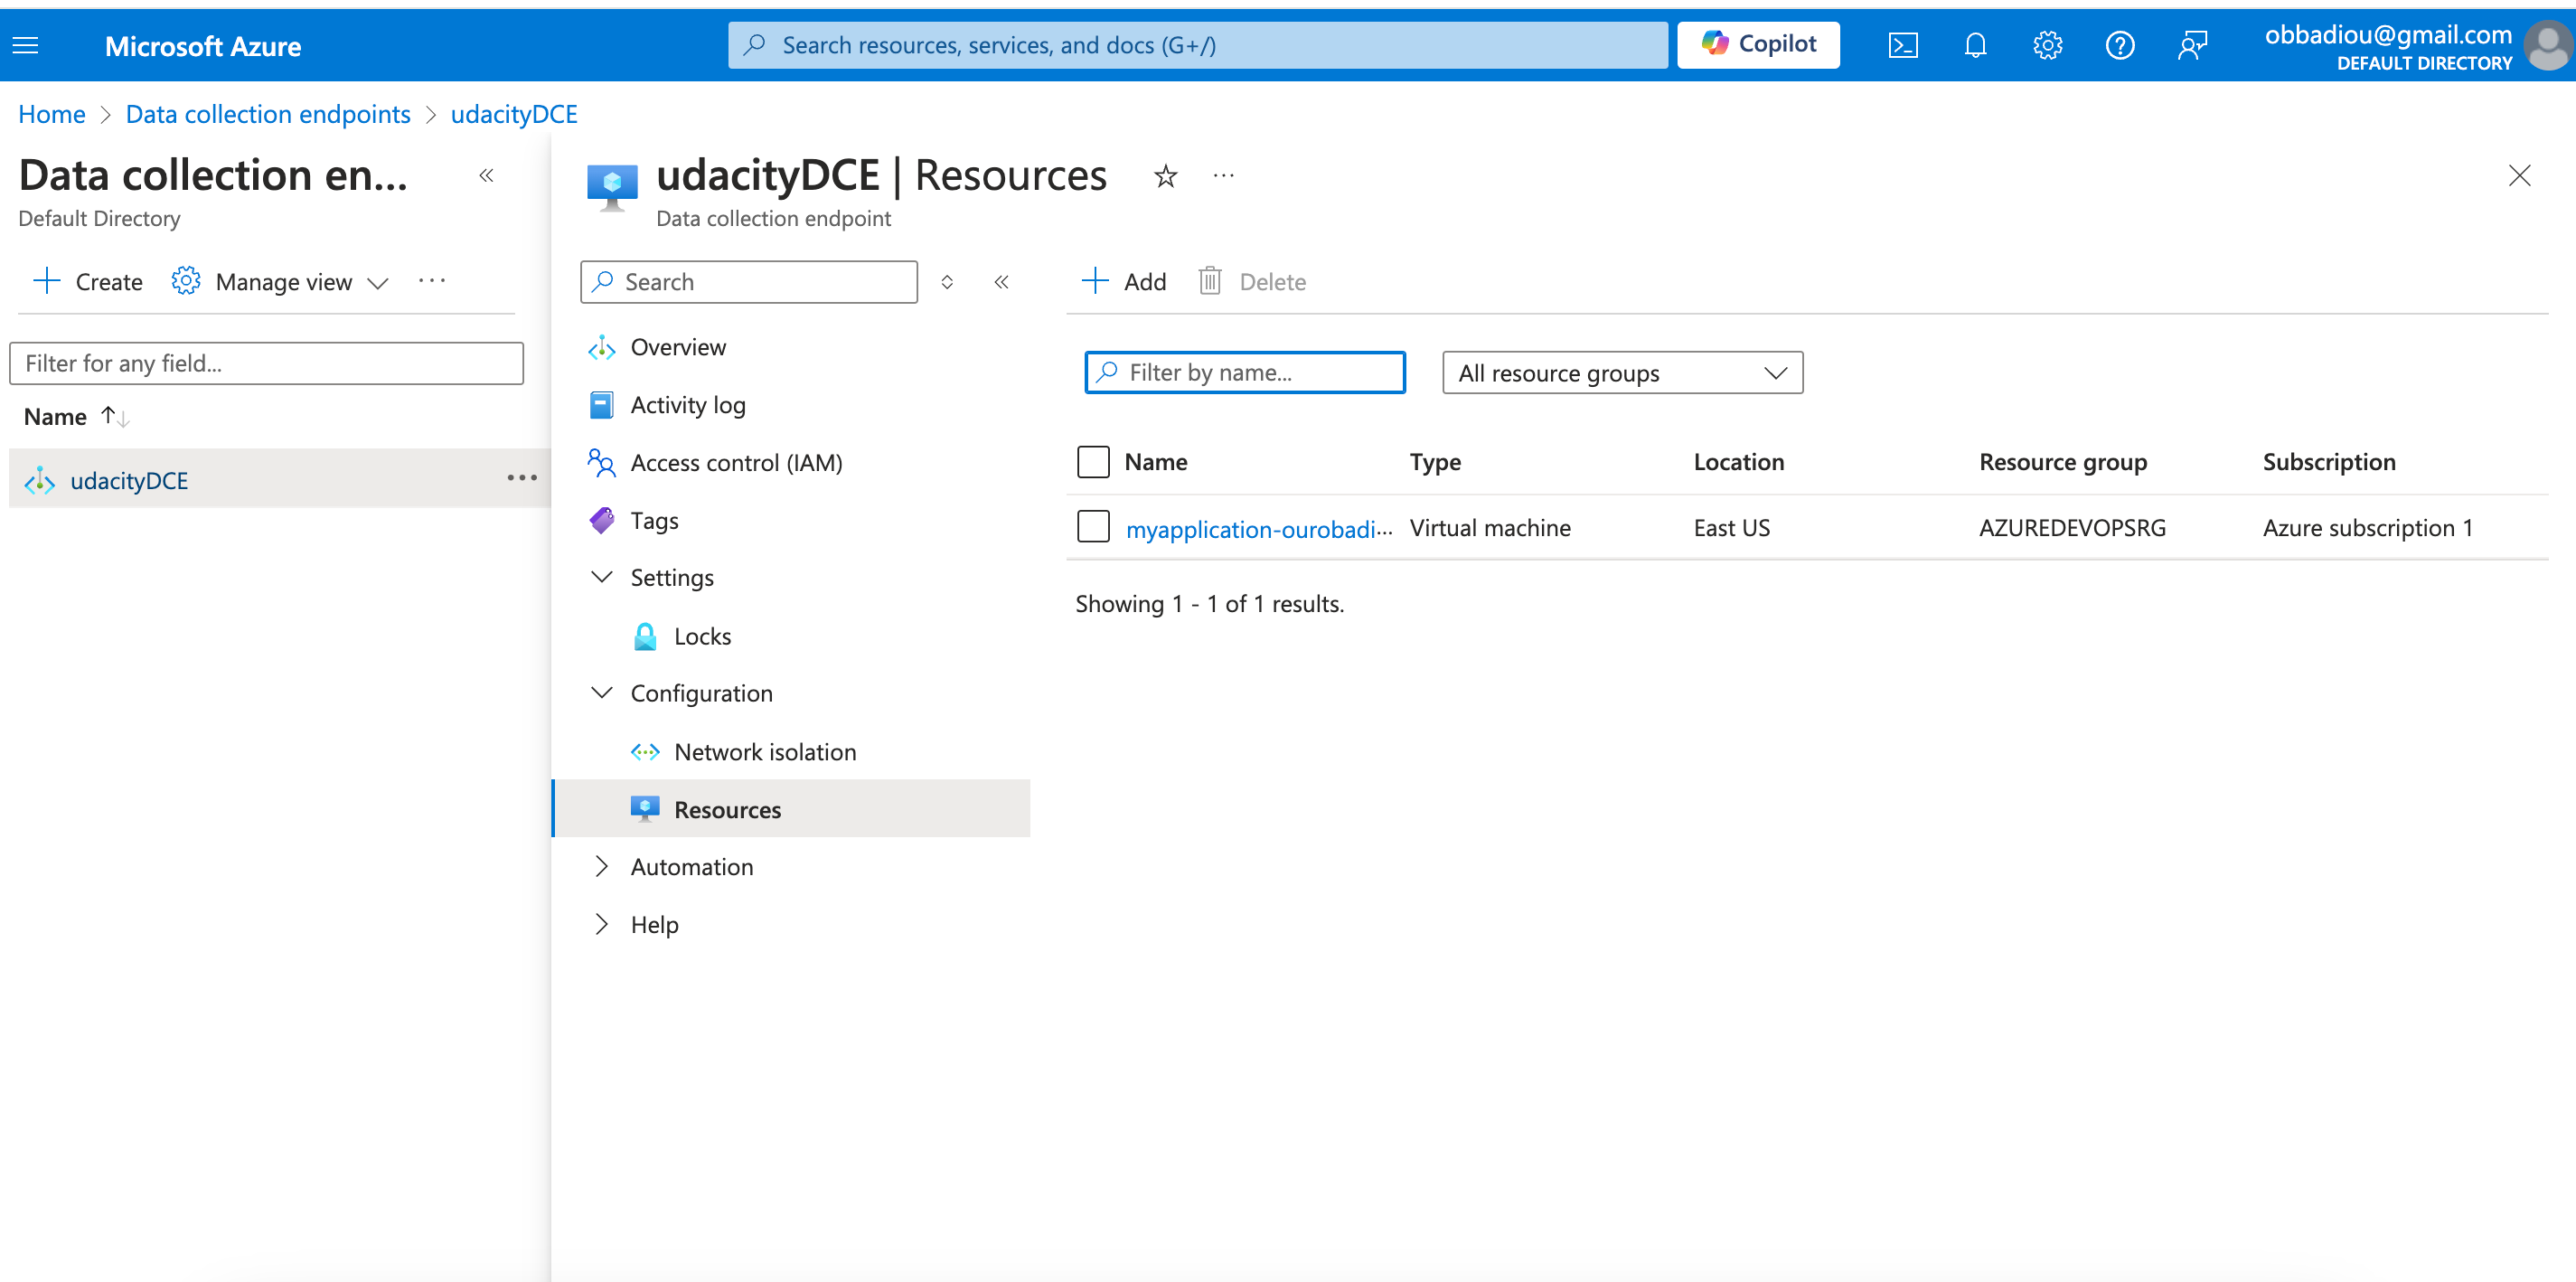 Microsoft Azure
Search resources, services, and docs (G+/)
Copilot
obbadiou@gmail.com
DEFAULT DIRECTORY
Home > Data collection endpoints > udacityDCE
Data collection en...
Default Directory
Create Manage view ...
Filter for any field...
Name
udacityDCE
udacityDCE | Resources
Data collection endpoint
Search
Overview
Activity log
Access control (IAM)
Tags
Settings
Locks
Configuration
Network isolation
Resources
Automation
Help
Add Delete
Filter by name... All resource groups
Name Type Location Resource group Subscription
myapplication-ourobadi... Virtual machine East US AZUREDEVOPSRG Azure subscription 1
Showing 1 - 1 of 1 results.